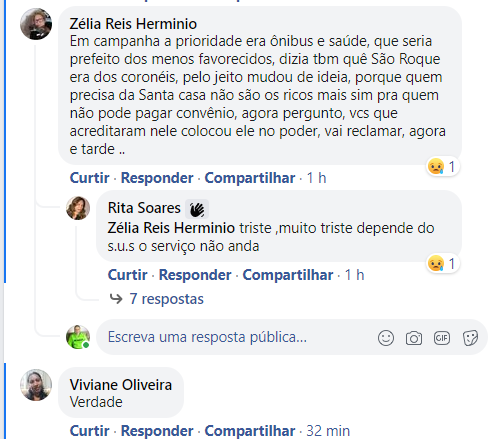 Zélia Reis Herminio
Em campanha a prioridade era ônibus e saúde, que seria
prefeito dos menos favorecidos, dizia tbm quê São Roque
era dos coronéis, pelo jeito mudou de ideia, porque quem
precisa da Santa casa não são os ricos mais sim pra quem
não pode pagar convênio, agora pergunto, vcs que
acreditaram nele colocou ele no poder, vai reclamar, agora
e tarde ..
1
Curtir · Responder · Compartilhar · 1 h
Rita Soares
Zélia Reis Herminio triste ,muito triste depende do
s.u.s o serviço não anda
1
Curtir · Responder · Compartilhar · 1 h
7 respostas
Escreva uma resposta pública...
GIF
Viviane Oliveira
Verdade
Curtir · Responder · Compartilhar · 32 min